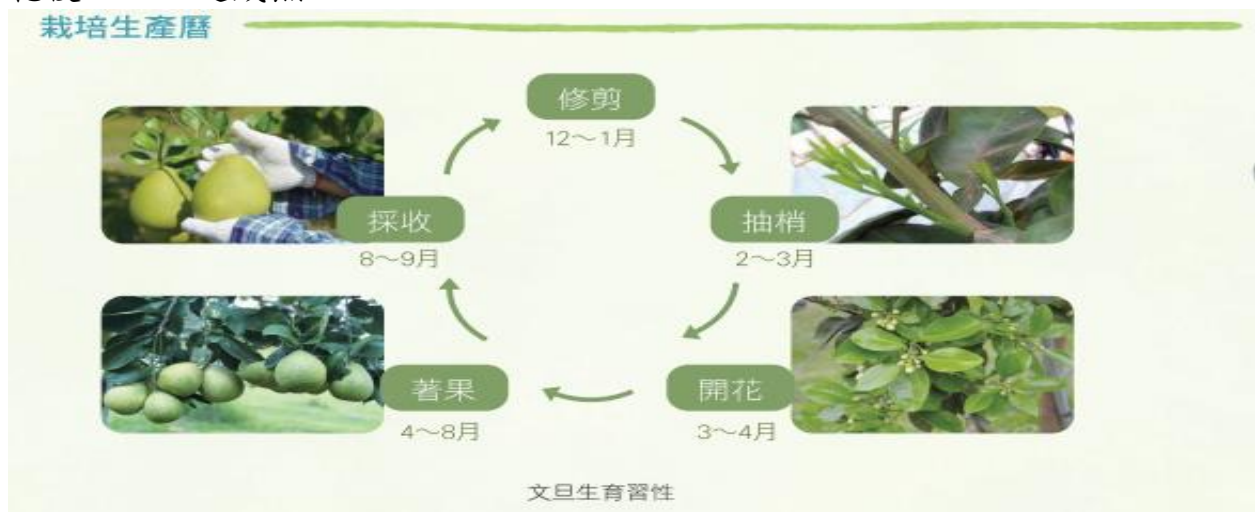 栽培生產曆
修剪
12～1月
抽梢
2～3月
開花
3～4月
著果
4～8月
採收
8～9月
文旦生育習性